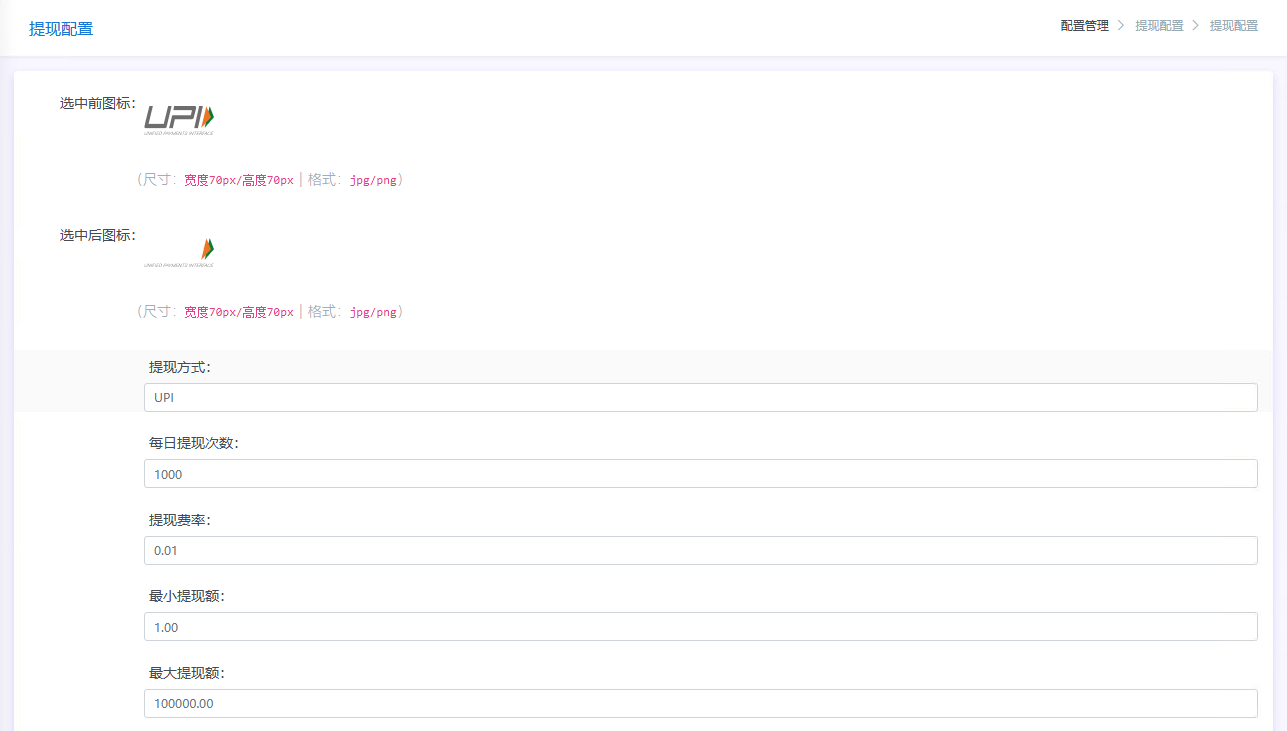 提现配置
配置管理 > 提现配置 > 提现配置
选中前图标：
UPI
UNIFIED PAYMENTS INTERFACE
（尺寸：宽度70px/高度70px | 格式：jpg/png）
选中后图标：
UNIFIED PAYMENTS INTERFACE
（尺寸：宽度70px/高度70px | 格式：jpg/png）
提现方式：
UPI
每日提现次数：
1000
提现费率：
0.01
最小提现额：
1.00
最大提现额：
100000.00